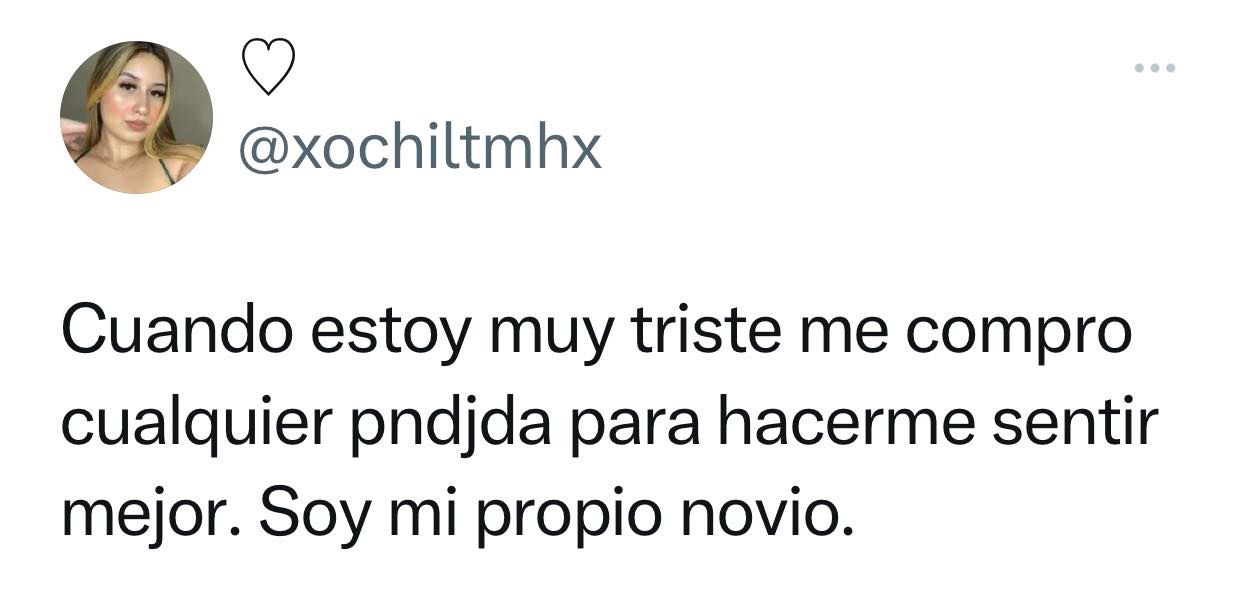 ♡
@xochiltmhx
Cuando estoy muy triste me compro
cualquier pndjda para hacerme sentir
mejor. Soy mi propio novio.